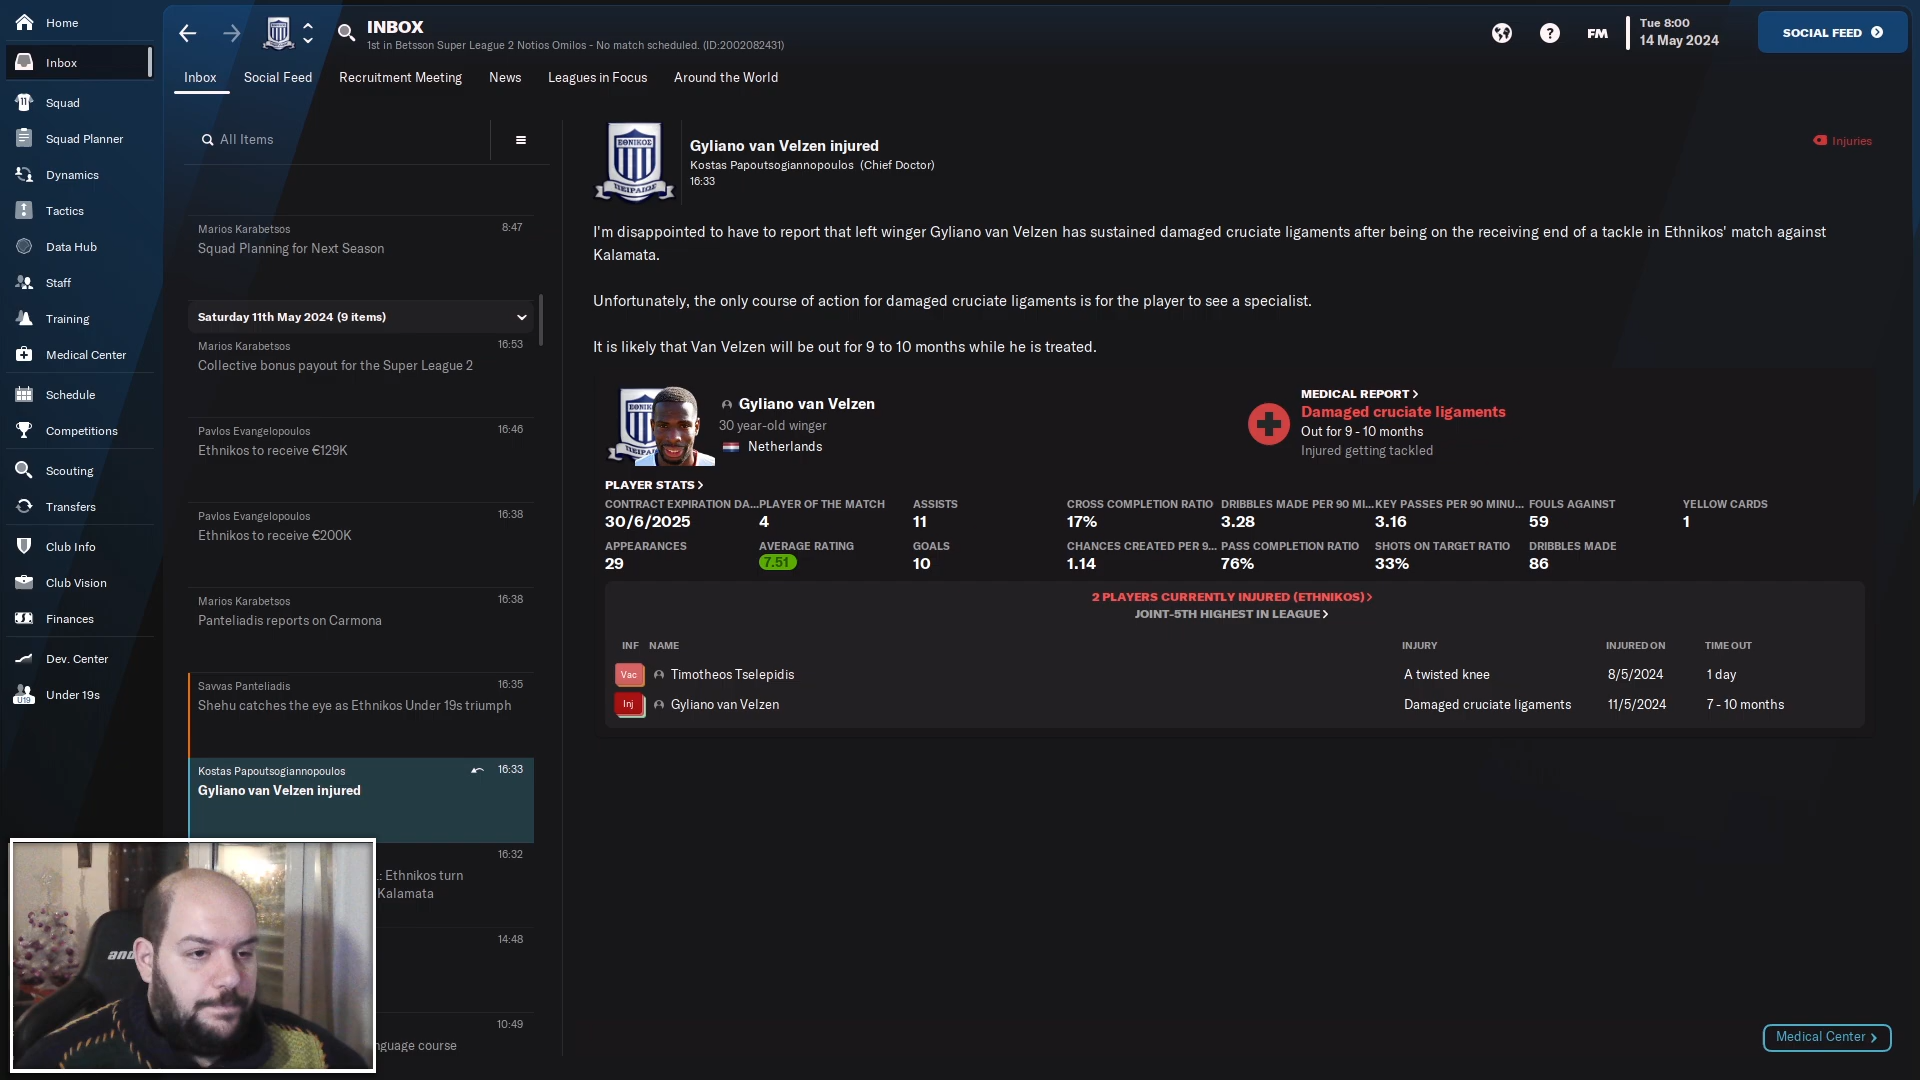 Home
Inbox
Squad
Squad Planner
Dynamics
Tactics
Data Hub
Staff
Training
Medical Center
Schedule
Competitions
Scouting
Transfers
Club Info
Club Vision
Finances
Dev. Center
U19
Under 19s
INBOX
1st in Betsson Super League 2 Notios Omilos - No match scheduled. (ID:2002082431)
FM
Tue 8:00
14 May 2024
SOCIAL FEED
Inbox Social Feed Recruitment Meeting News Leagues in Focus Around the World
All Items
Marios Karabetsos 8:47
Squad Planning for Next Season
Saturday 11th May 2024 (9 items)
Marios Karabetsos 16:53
Collective bonus payout for the Super League 2
Pavlos Evangelopoulos 16:46
Ethnikos to receive €129K
Pavlos Evangelopoulos 16:38
Ethnikos to receive €200K
Marios Karabetsos 16:38
Panteliadis reports on Carmona
Savvas Panteliadis 16:35
Shehu catches the eye as Ethnikos Under 19s triumph
Kostas Papoutsogiannopoulos 16:33
Gyliano van Velzen injured
16:32
.: Ethnikos turn
Kalamata
14:48
10:49
nguage course
and
ΕΘΝΙΚΟΣ
ΠΕΙΡΑΙΩΣ
Gyliano van Velzen injured
Kostas Papoutsogiannopoulos (Chief Doctor)
16:33
Injuries
I'm disappointed to have to report that left winger Gyliano van Velzen has sustained damaged cruciate ligaments after being on the receiving end of a tackle in Ethnikos' match against
Kalamata.
Unfortunately, the only course of action for damaged cruciate ligaments is for the player to see a specialist.
It is likely that Van Velzen will be out for 9 to 10 months while he is treated.
Gyliano van Velzen
30 year-old winger
Netherlands
MEDICAL REPORT >
Damaged cruciate ligaments
Out for 9 - 10 months
Injured getting tackled
PLAYER STATS >
CONTRACT EXPIRATION DA... PLAYER OF THE MATCH ASSISTS CROSS COMPLETION RATIO DRIBBLES MADE PER 90 MI... KEY PASSES PER 90 MINU... FOULS AGAINST YELLOW CARDS
30/6/2025 4 11 17% 3.28 3.16 59 1
APPEARANCES AVERAGE RATING GOALS CHANCES CREATED PER 9... PASS COMPLETION RATIO SHOTS ON TARGET RATIO DRIBBLES MADE
29 7.51 10 1.14 76% 33% 86
2 PLAYERS CURRENTLY INJURED (ETHNIKOS) >
JOINT-5TH HIGHEST IN LEAGUE >
INF NAME INJURY INJURED ON TIME OUT
Vac Timotheos Tselepidis A twisted knee 8/5/2024 1 day
Inj Gyliano van Velzen Damaged cruciate ligaments 11/5/2024 7 - 10 months
Medical Center >